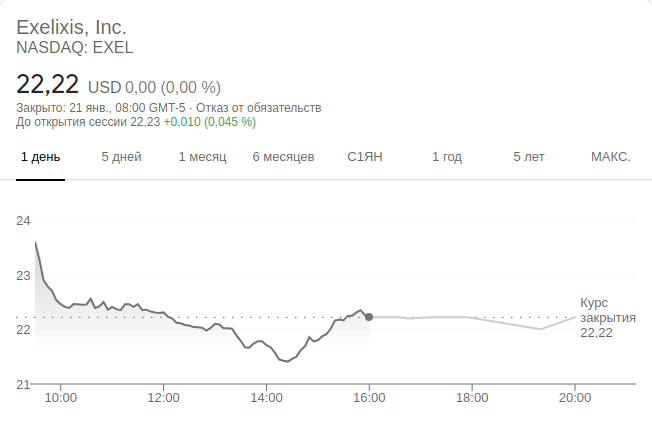 Exelixis, Inc.
NASDAQ: EXEL
22,22 USD 0,00 (0,00 %)
Закрыто: 21 янв., 08:00 GMT-5 · Отказ от обязательств
До открытия сессии 22,23 +0,010 (0,045 %)
1 день 5 дней 1 месяц 6 месяцев С1ЯН 1 год 5 лет МАКС.
24
23
Курс
закрытия
22,22
22
21
10:00 12:00 14:00 16:00 18:00 20:00